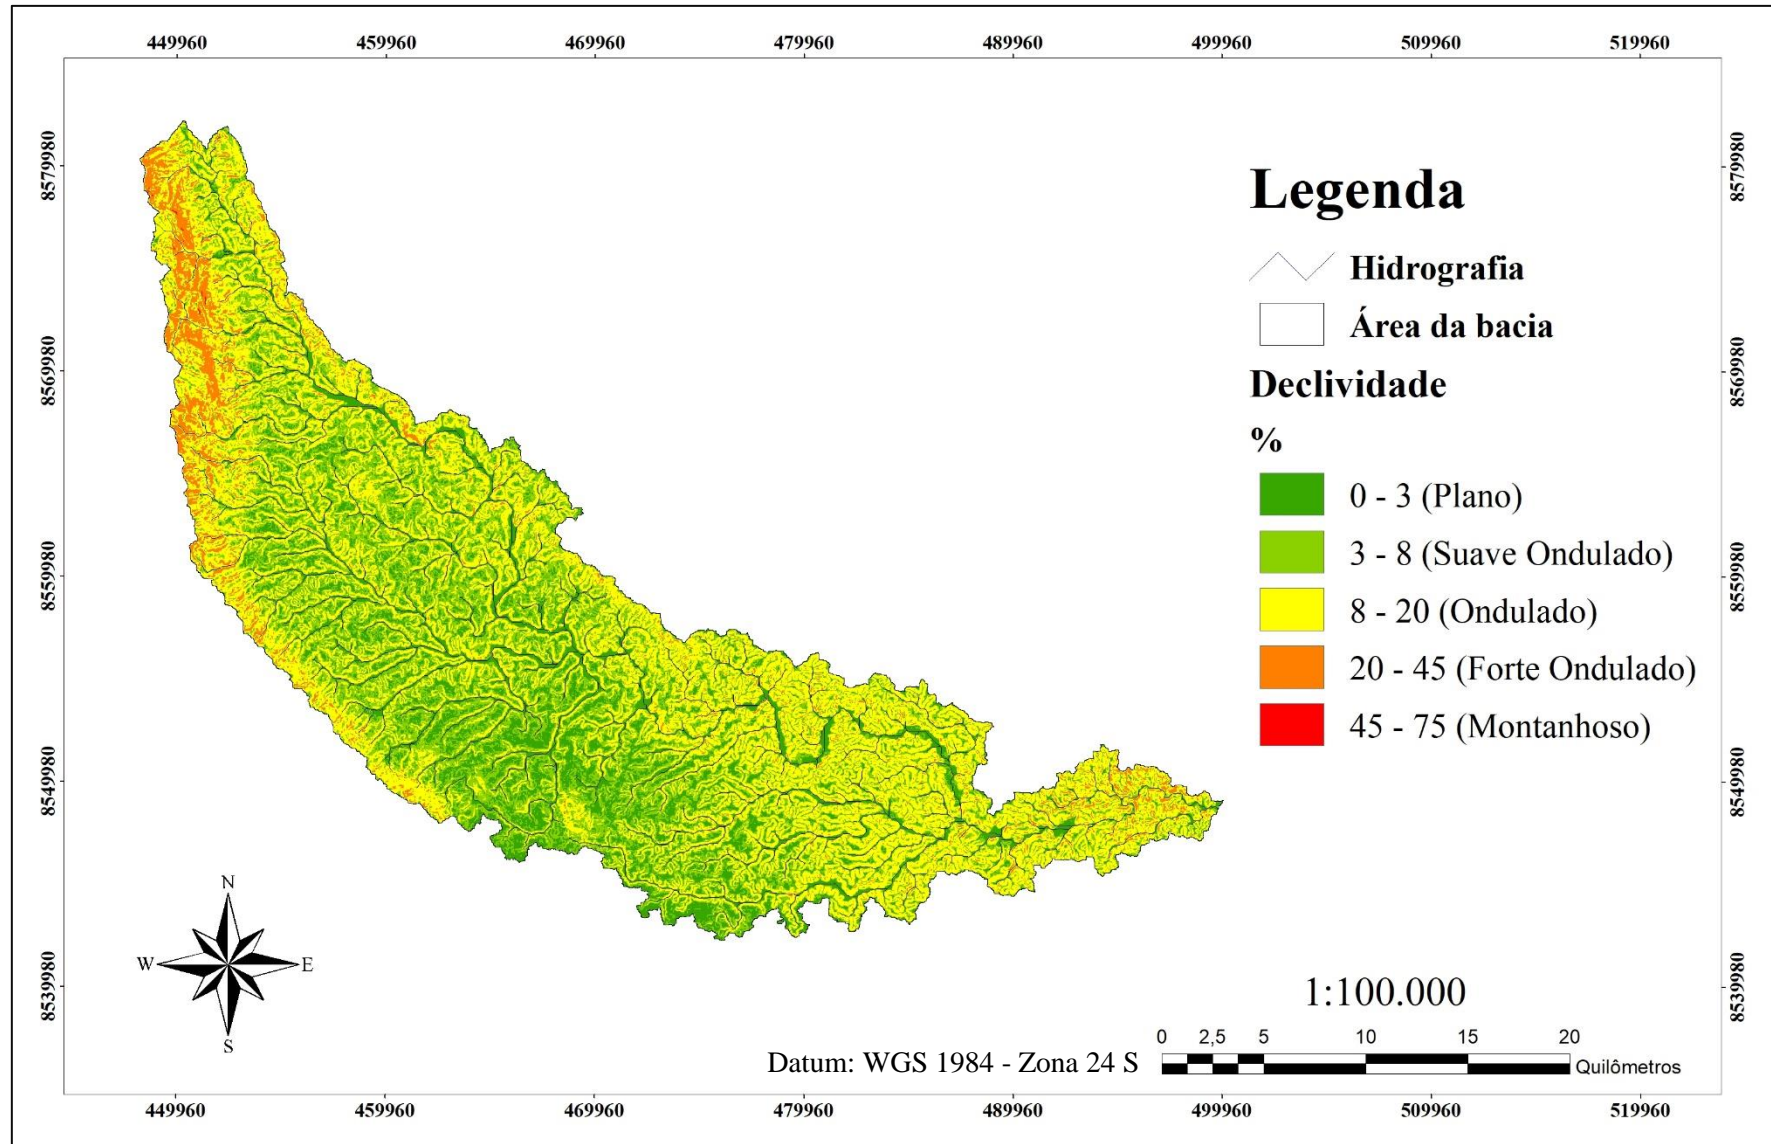 449960 459960 469960 479960 489960 499960 509960 519960
8579980
8579980
Legenda
Hidrografia
Área da bacia
8569980
8569980
Declividade
%
0 - 3 (Plano)
3 - 8 (Suave Ondulado)
8559980
8559980
8 - 20 (Ondulado)
20 - 45 (Forte Ondulado)
45 - 75 (Montanhoso)
8549980
8549980
N
W E
S
8539980
8539980
1:100.000
0 2,5 5 10 15 20
Quilômetros
Datum: WGS 1984 - Zona 24 S
449960 459960 469960 479960 489960 499960 509960 519960